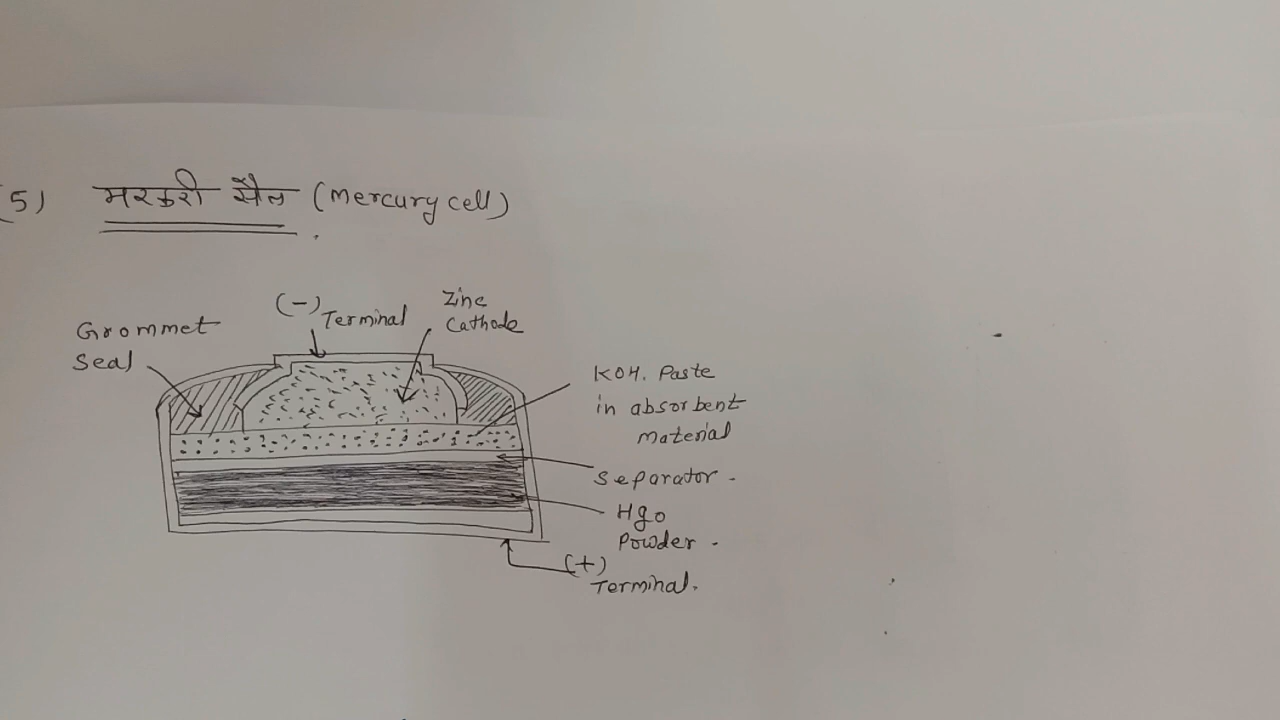 (5) मरकरी सैल (Mercury cell)
(-) Terminal
Zinc
Cathode
Grommet
Seal
KOH. Paste
in absorbent
material
Separator.
HgO
Powder.
(+)
Terminal.